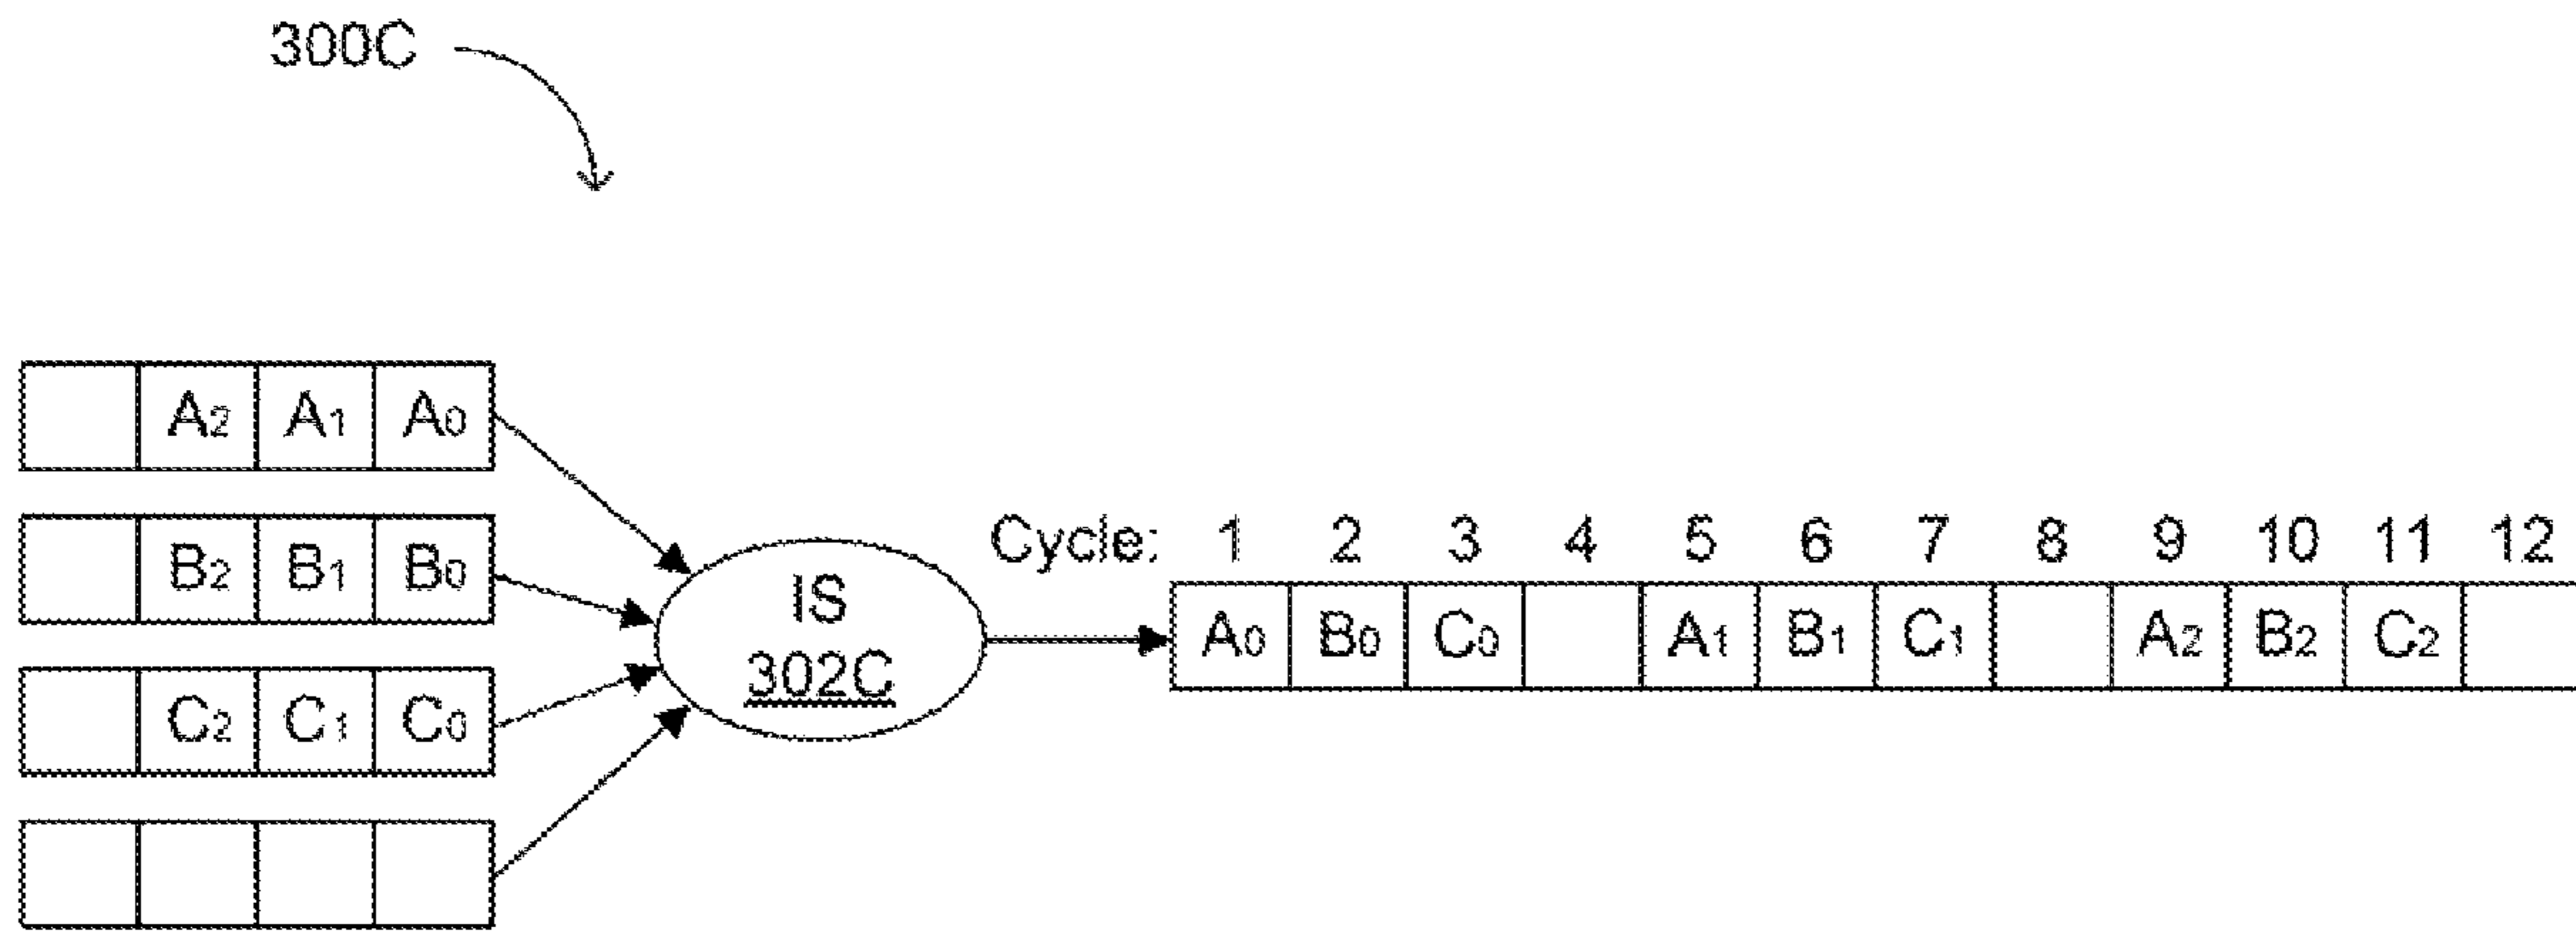 300C
A2 A1 A0
B2 B1 B0
Cycle: 1 2 3 4 5 6 7 8 9 10 11 12
IS
302C
A0 B0 C0 A1 B1 C1 A2 B2 C2
C2 C1 C0